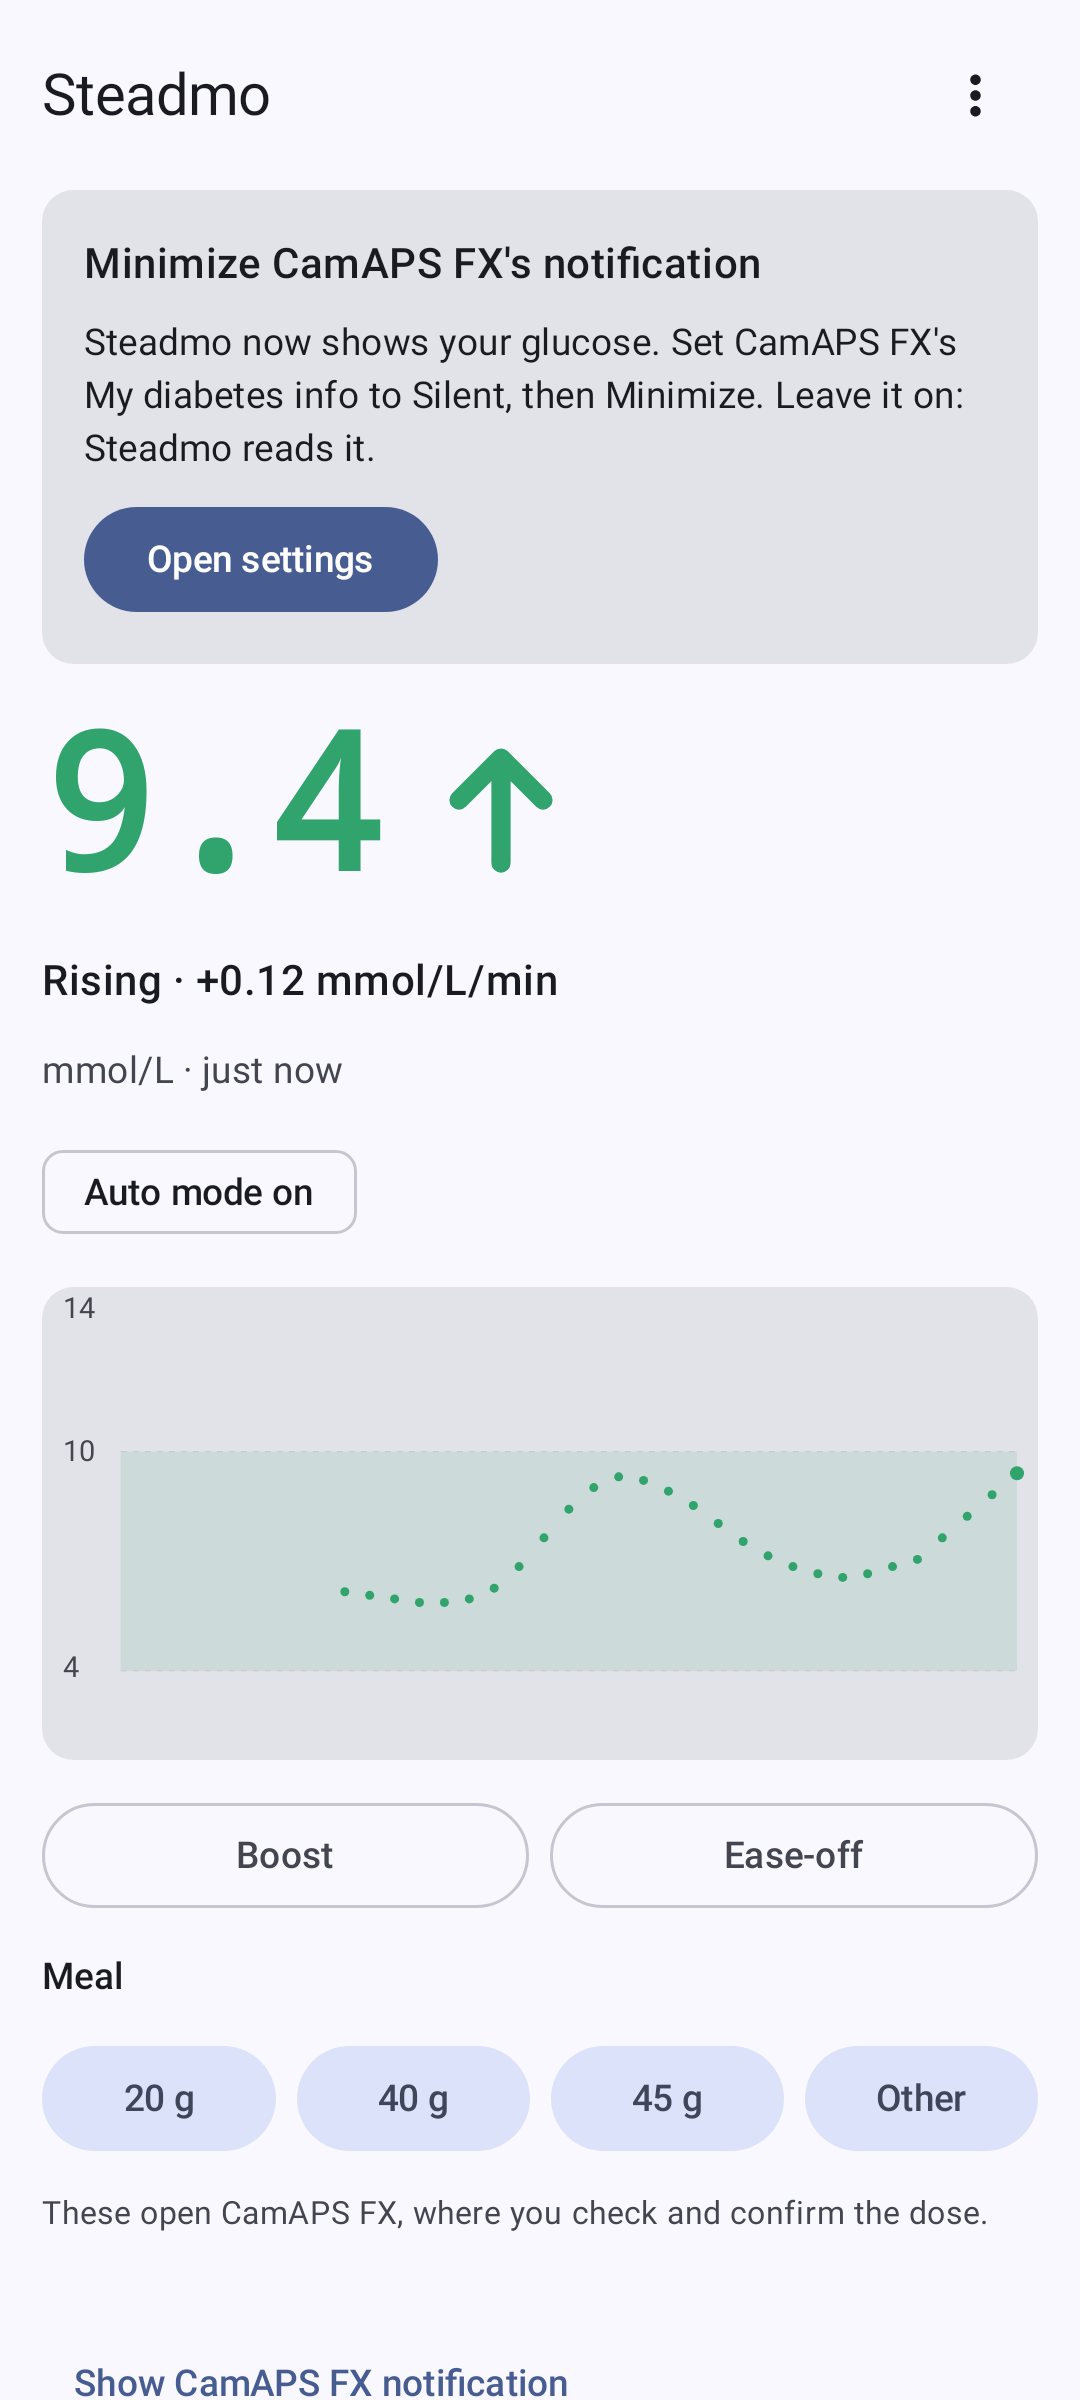 Steadmo
Minimize CamAPS FX's notification
Steadmo now shows your glucose. Set CamAPS FX's
My diabetes info to Silent, then Minimize. Leave it on:
Steadmo reads it.
Open settings
9.4
Rising · +0.12 mmol/L/min
mmol/L · just now
Auto mode on
14
10
4
Boost
Ease-off
Meal
20 g
40 g
45 g
Other
These open CamAPS FX, where you check and confirm the dose.
Show CamAPS FX notification